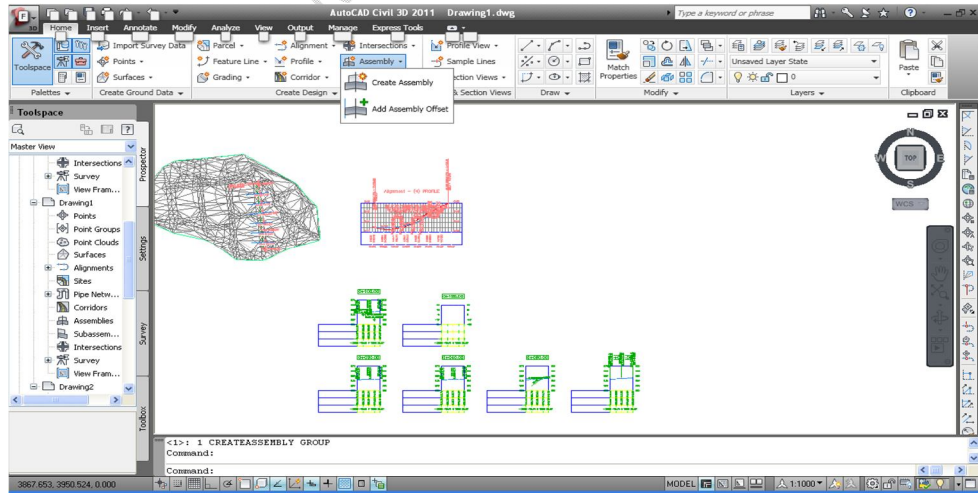 AutoCAD Civil 3D 2011 Drawing1.dwg
Type a keyword or phrase
3D Home Insert Annotate Modify Analyze View Output Manage Express Tools
Toolspace
Import Survey Data
Points
Surfaces
Parcel
Feature Line
Grading
Alignment
Profile
Corridor
Intersections
Assembly
Create Assembly
Add Assembly Offset
Profile View
Sample Lines
Section Views
Match Properties
Unsaved Layer State
0
Paste
Palettes
Create Ground Data
Create Design
& Section Views
Draw
Modify
Layers
Clipboard
Toolspace
Master View
Intersections
Survey
View Fram...
Drawing1
Points
Point Groups
Point Clouds
Surfaces
Alignments
Sites
Pipe Netw...
Corridors
Assemblies
Subassem...
Intersections
Survey
View Fram...
Drawing2
Prospector
Settings
Survey
Toolbox
N
W
TOP
E
S
WCS
<1>: 1 CREATEASSEMBLY GROUP
Command:
Command:
3867.653, 3950.524, 0.000
MODEL
1:1000